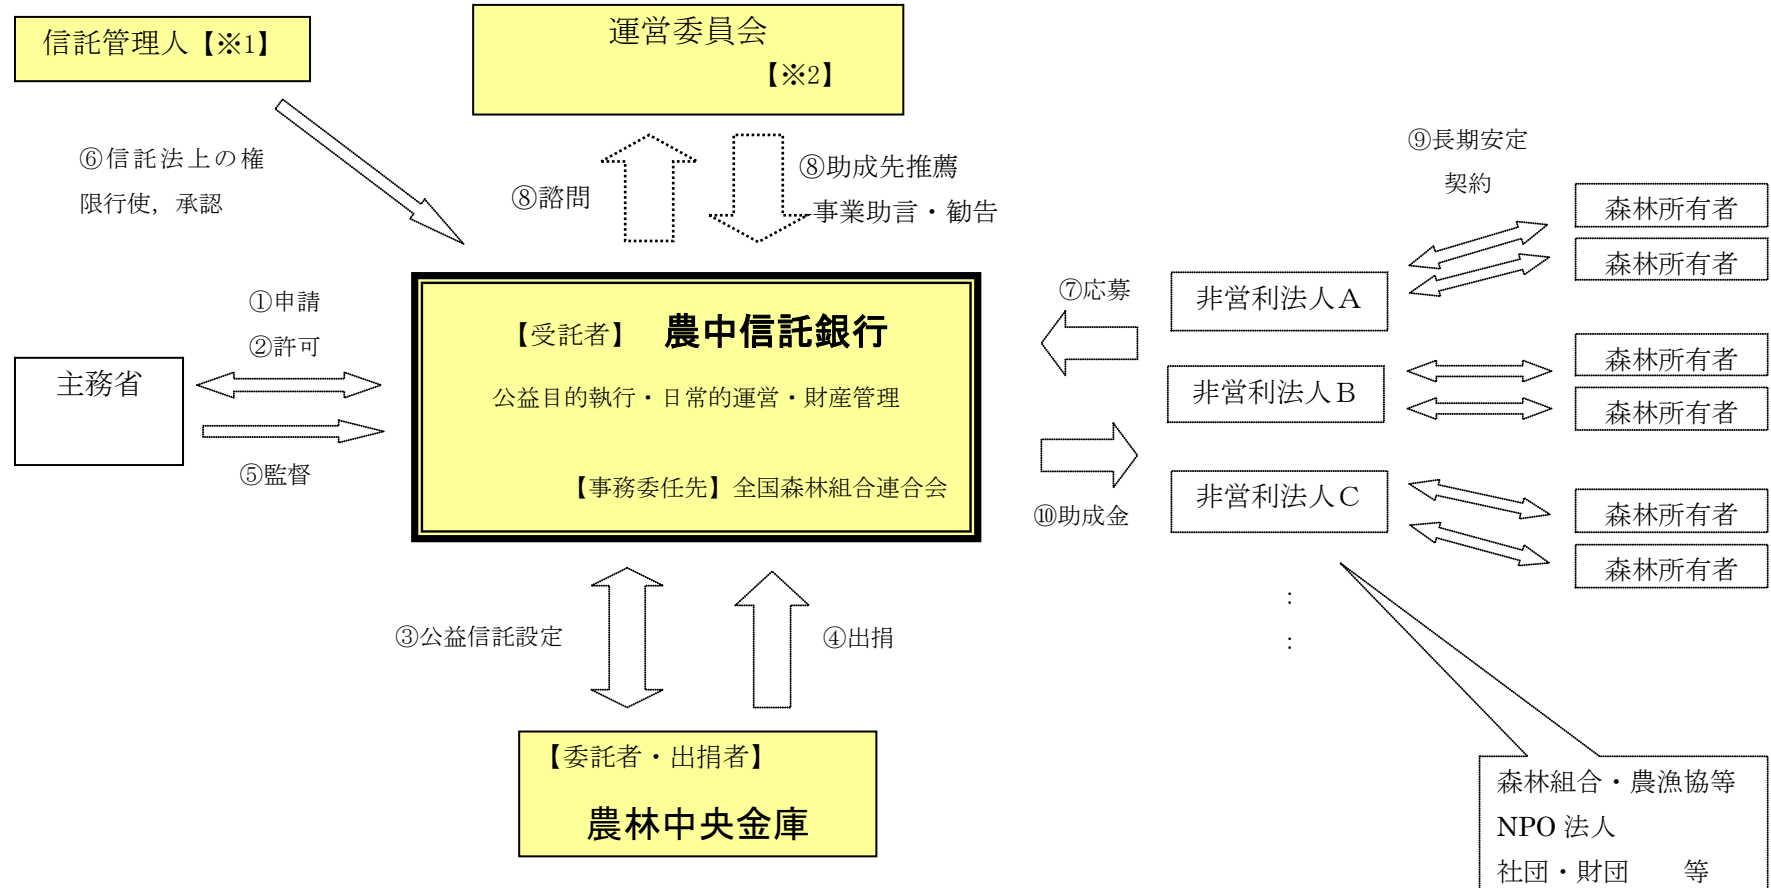 信託管理人【※1】
運営委員会
【※2】
⑥信託法上の権
限行使，承認
⑧諮問
⑧助成先推薦
事業助言・勧告
⑨長期安定
契約
森林所有者
森林所有者
①申請
②許可
主務省
⑤監督
【受託者】 農中信託銀行
公益目的執行・日常的運営・財産管理
【事務委任先】全国森林組合連合会
⑦応募
⑩助成金
非営利法人A
非営利法人B
非営利法人C
:
:
森林所有者
森林所有者
森林所有者
森林所有者
③公益信託設定
④出捐
【委託者・出捐者】
農林中央金庫
森林組合・農漁協等
NPO 法人
社団・財団 等